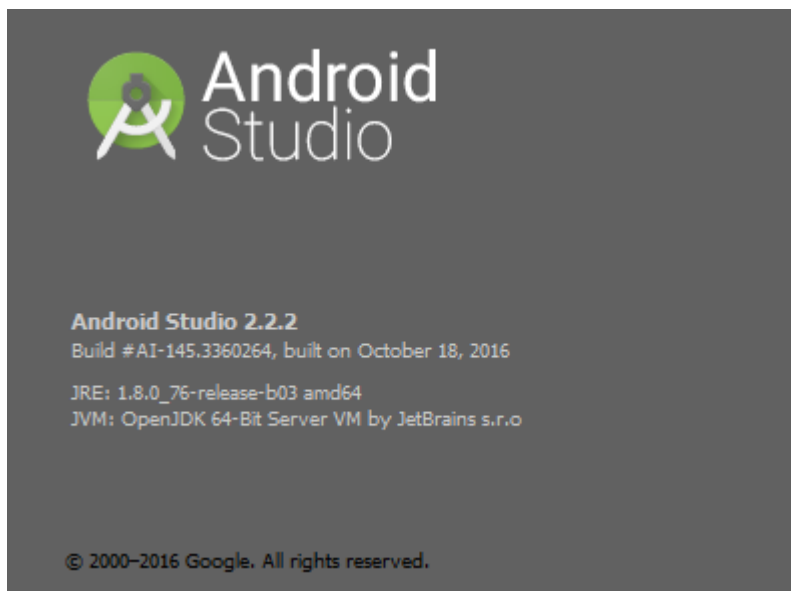 Android
Studio
Android Studio 2.2.2
Build #AI-145.3360264, built on October 18, 2016
JRE: 1.8.0_76-release-b03 amd64
JVM: OpenJDK 64-Bit Server VM by JetBrains s.r.o
© 2000–2016 Google. All rights reserved.